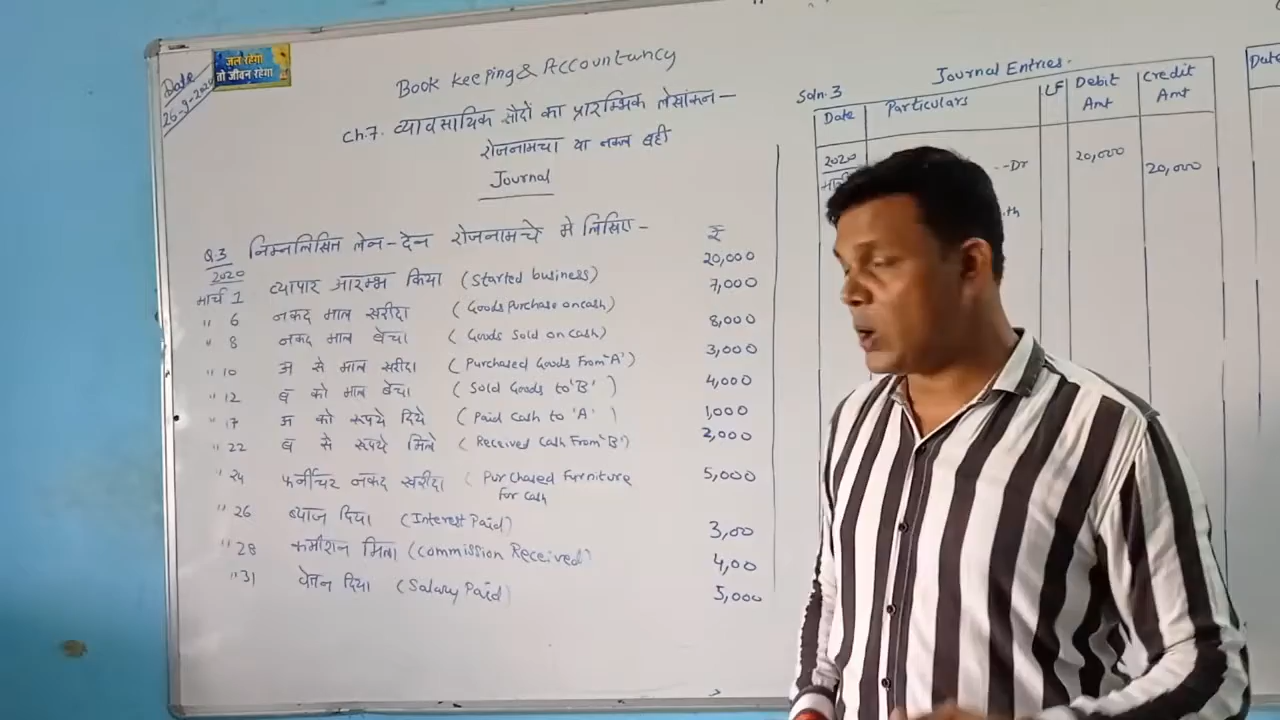 Date
26-9-2020
जल रहेगा
तो जीवन रहेगा
Book Keeping & Accountancy
Ch.7. व्यावसायिक सौदों का प्रारम्भिक लेखांकन –
रोजनामचा या नकल बही
Journal
Q.3 निम्नलिखित लेन-देन रोजनामचे मे लिखिए- ₹
2020
मार्च 1 व्यापार आरम्भ किया (Started business) 20,000
" 6 नकद माल खरीदा (Goods Purchase on cash) 7,000
" 8 नकद माल बेचा (Goods Sold on Cash) 8,000
" 10 अ से माल खरीदा (Purchased Goods From 'A') 3,000
" 12 ब को माल बेचा (Sold Goods to 'B') 4,000
" 17 अ को रूपये दिये (Paid Cash to 'A') 1,000
" 22 ब से रूपये मिले (Received Cash From 'B') 2,000
" 24 फर्नीचर नकद खरीदा (Purchased Furniture 5,000
For Cash
" 26 ब्याज दिया (Interest Paid) 3,00
" 28 कमीशन मिला (Commission Received) 4,00
" 31 वेतन दिया (Salary Paid) 5,000
Soln. 3 Journal Entries.
Date Particulars LF Debit Amt Credit Amt
2020 --Dr 20,000
20,000
Date